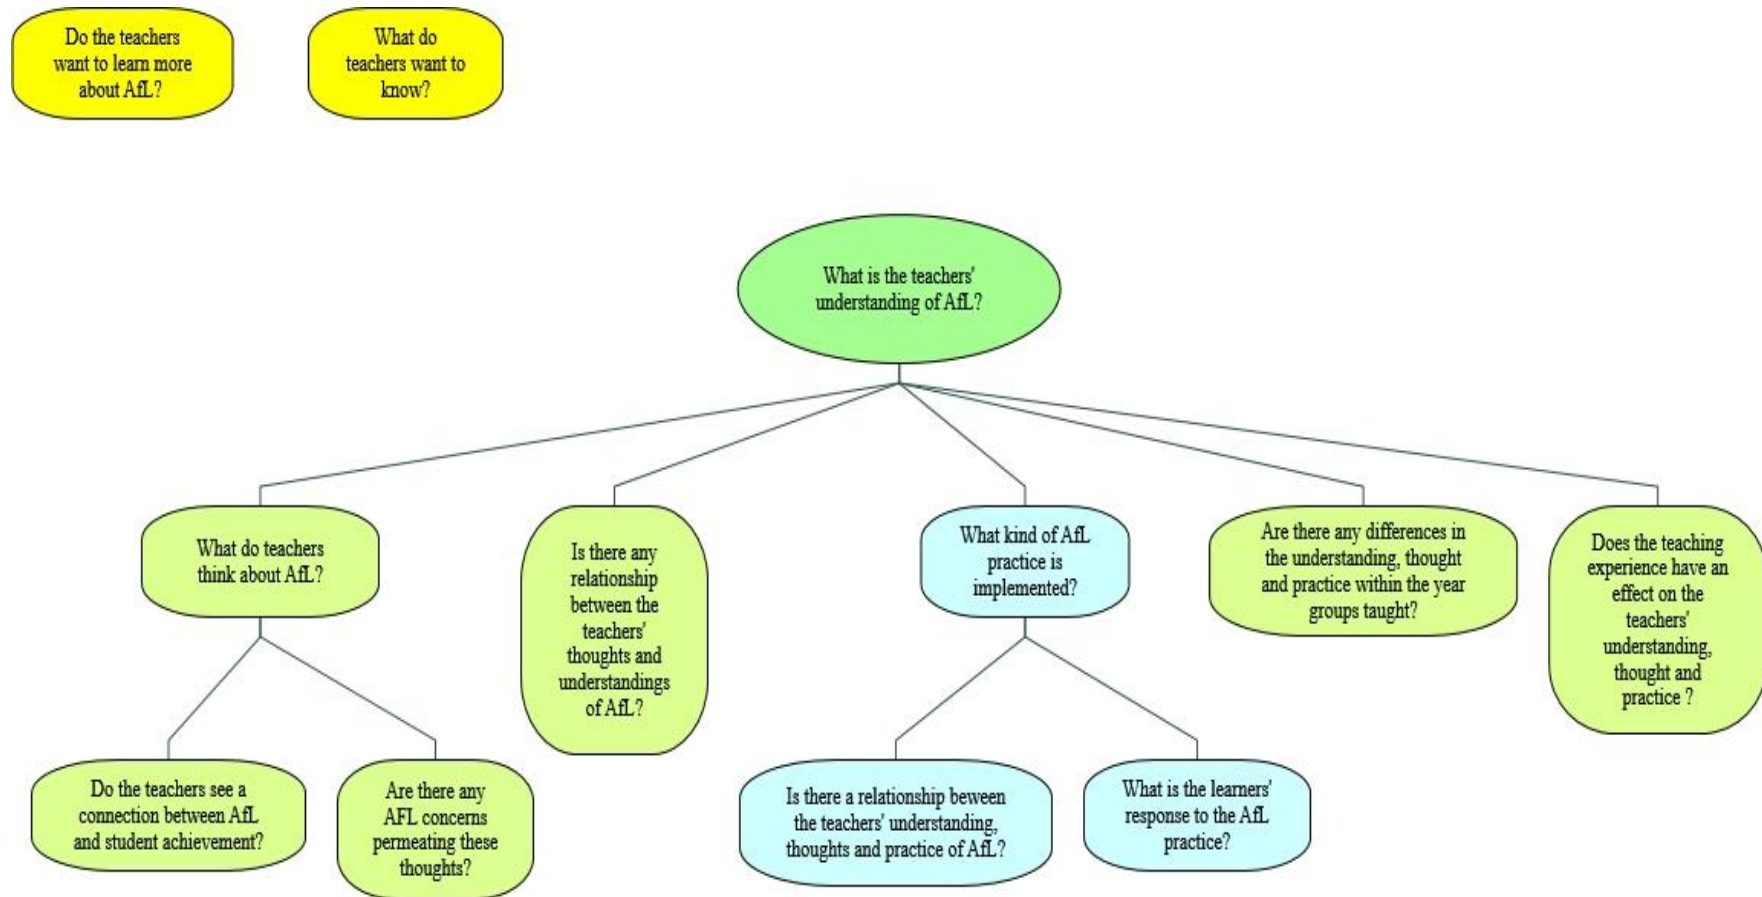 Do the teachers
want to learn more
about AfL?
What do
teachers want to
know?
What is the teachers'
understanding of AfL?
What do teachers
think about AfL?
Is there any
relationship
between the
teachers'
thoughts and
understandings
of AfL?
What kind of AfL
practice is
implemented?
Are there any differences in
the understanding, thought
and practice within the year
groups taught?
Does the teaching
experience have an
effect on the
teachers'
understanding,
thought and
practice ?
Do the teachers see a
connection between AfL
and student achievement?
Are there any
AFL concerns
permeating these
thoughts?
Is there a relationship beween
the teachers' understanding,
thoughts and practice of AfL?
What is the learners'
response to the AfL
practice?